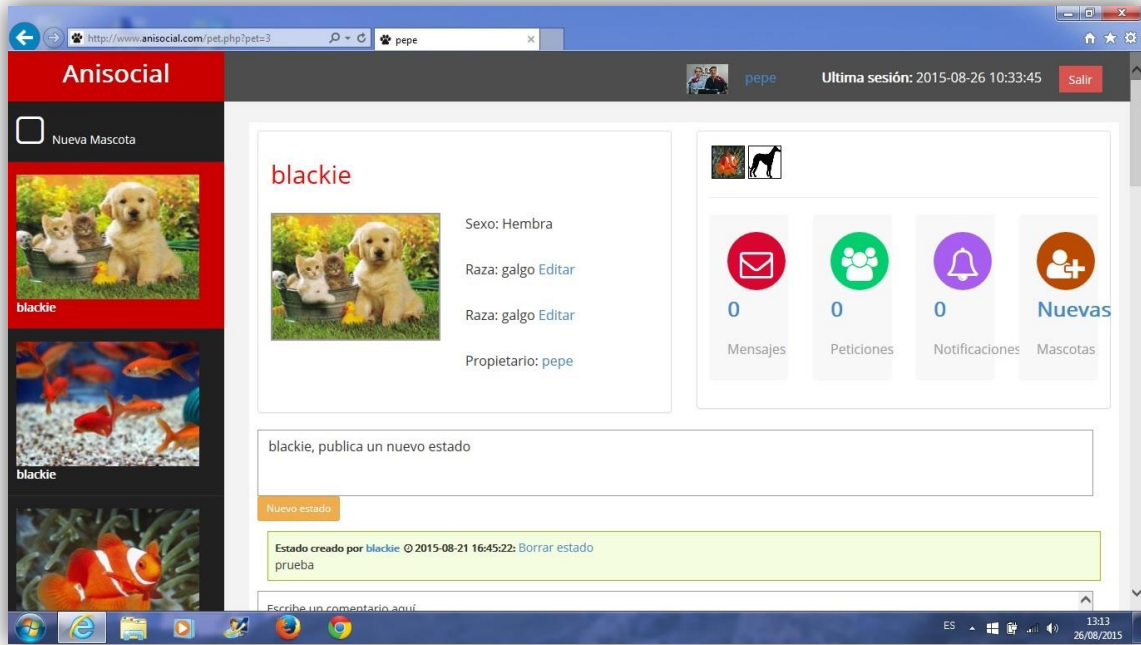 http://www.anisocial.com/pet.php?pet=3
pepe
Anisocial
pepe
Ultima sesión: 2015-08-26 10:33:45
Salir
Nueva Mascota
blackie
blackie
blackie
Sexo: Hembra
Raza: galgo Editar
Raza: galgo Editar
Propietario: pepe
0
Mensajes
0
Peticiones
0
Notificaciones
Nuevas
Mascotas
blackie, publica un nuevo estado
Nuevo estado
Estado creado por blackie 2015-08-21 16:45:22: Borrar estado
prueba
Escribe un comentario aquí
ES
13:13
26/08/2015